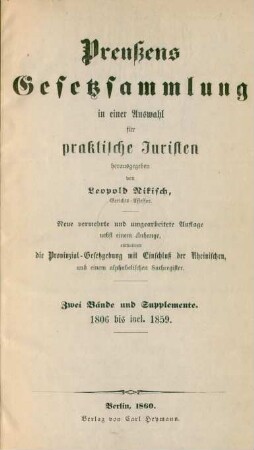 Preußens
Gesetzsammlung
in einer Auswahl
für
praktische Juristen
herausgegeben
von
Leopold Nikisch,
Gerichts-Assessor.
Neue vermehrte und umgearbeitete Auflage
nebst einem Anhange,
enthaltend
die Provinzial-Gesetzgebung mit Einschluß der Rheinischen,
und einem alphabetischen Sachregister.
Zwei Bände und Supplemente.
1806 bis incl. 1859.
Berlin, 1860.
Verlag von Carl Heymann.